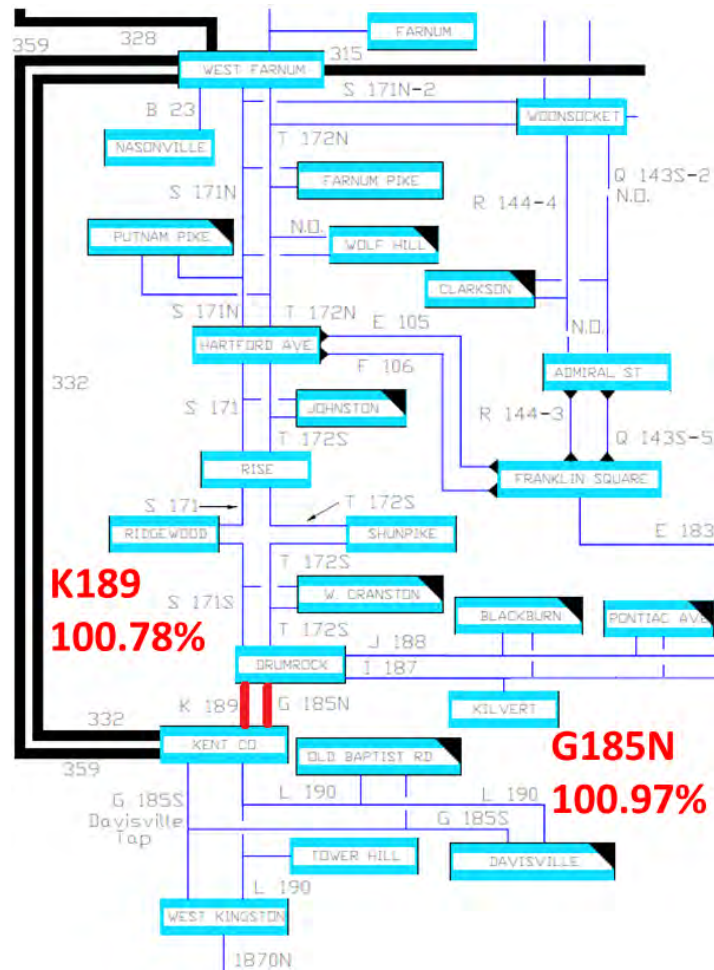 FARNUM
328
359
315
WEST FARNUM
S 171N-2
B 23
WOONSOCKET
T 172N
NASONVILLE
Q 143S-2
N.O.
FARNUM PIKE
S 171N
R 144-4
N.O.
PUTNAM PIKE
WOLF HILL
CLARKSON
S 171N
T 172N
E 105
N.O.
HARTFORD AVE
F 106
ADMIRAL ST
332
S 171
JOHNSTON
R 144-3
T 172S
Q 143S-5
RISE
FRANKLIN SQUARE
S 171
T 172S
RIDGEWOOD
SHUNPIKE
E 183
T 172S
K189
100.78%
S 171S
W. CRANSTON
BLACKBURN
PONTIAC AVE
T 172S
J 188
DRUMROCK
I 187
K 189
G 185N
KILVERT
332
KENT CO
OLD BAPTIST RD
G185N
100.97%
359
G 185S
Davisville
Tap
L 190
L 190
G 185S
TOWER HILL
DAVISVILLE
L 190
WEST KINGSTON
1870N